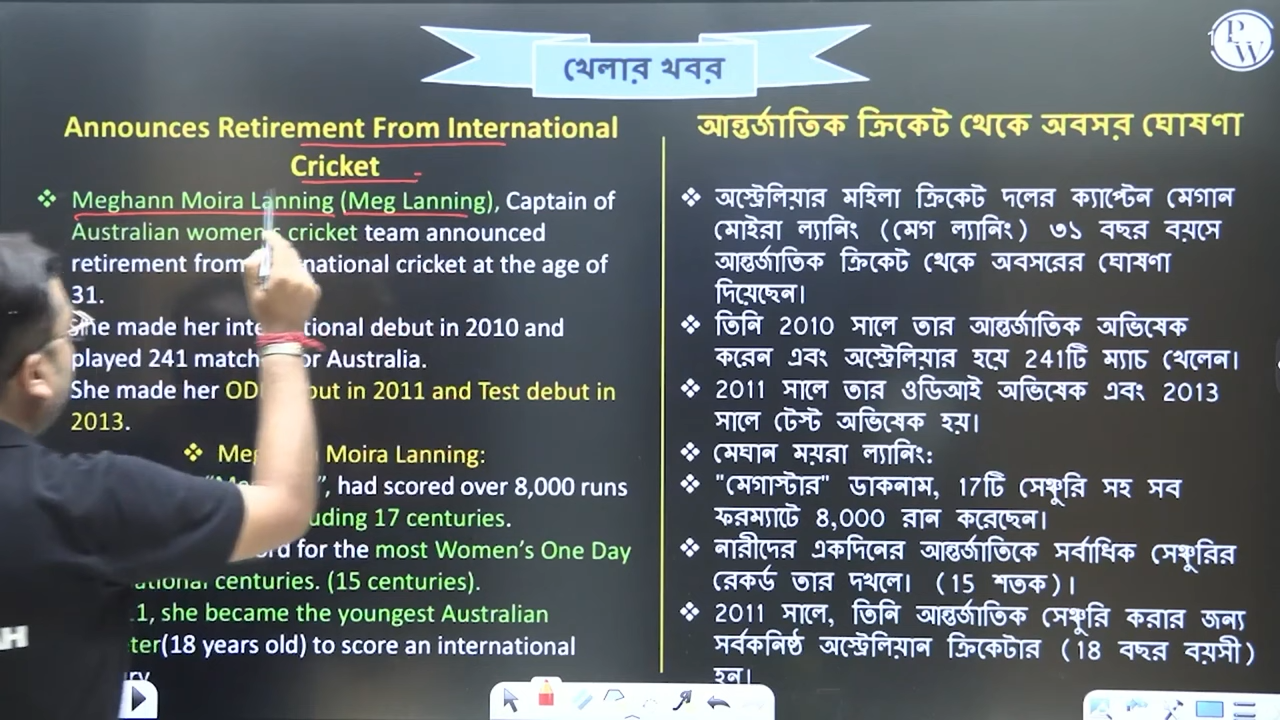 খেলার খবর
PW
Announces Retirement From International
Cricket
❖ Meghann Moira Lanning (Meg Lanning), Captain of
Australian women's cricket team announced
retirement from national cricket at the age of
31.
She made her inte tional debut in 2010 and
played 241 match or Australia.
She made her OD out in 2011 and Test debut in
2013.
❖ Meg Moira Lanning:
", had scored over 8,000 runs
uding 17 centuries.
rd for the most Women's One Day
ational centuries. (15 centuries).
1, she became the youngest Australian
ter(18 years old) to score an international
ry
আন্তর্জাতিক ক্রিকেট থেকে অবসর ঘোষণা
❖ অস্ট্রেলিয়ার মহিলা ক্রিকেট দলের ক্যাপ্টেন মেগান
মোইরা ল্যানিং (মেগ ল্যানিং) ৩১ বছর বয়সে
আন্তর্জাতিক ক্রিকেট থেকে অবসরের ঘোষণা
দিয়েছেন।
❖ তিনি 2010 সালে তার আন্তর্জাতিক অভিষেক
করেন এবং অস্ট্রেলিয়ার হয়ে 241টি ম্যাচ খেলেন।
❖ 2011 সালে তার ওডিআই অভিষেক এবং 2013
সালে টেস্ট অভিষেক হয়।
❖ মেঘান ময়রা ল্যানিং:
❖ "মেগাস্টার" ডাকনাম, 17টি সেঞ্চুরি সহ সব
ফরম্যাটে 8,000 রান করেছেন।
❖ নারীদের একদিনের আন্তর্জাতিকে সর্বাধিক সেঞ্চুরির
রেকর্ড তার দখলে। (15 শতক)।
❖ 2011 সালে, তিনি আন্তর্জাতিক সেঞ্চুরি করার জন্য
সর্বকনিষ্ঠ অস্ট্রেলিয়ান ক্রিকেটার (18 বছর বয়সী)
হন।
AH